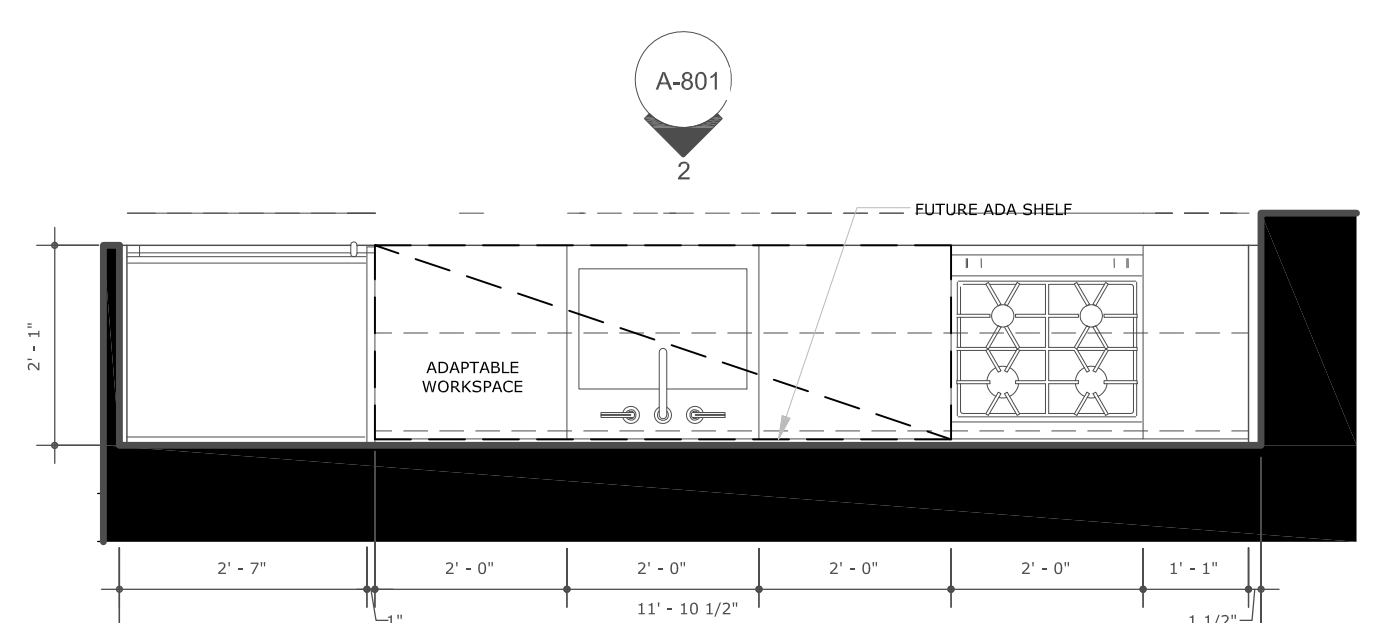 A-801
2
FUTURE ADA SHELF
2' - 1"
ADAPTABLE
WORKSPACE
2' - 7"
2' - 0"
2' - 0"
2' - 0"
2' - 0"
1' - 1"
1"
11' - 10 1/2"
1 1/2"